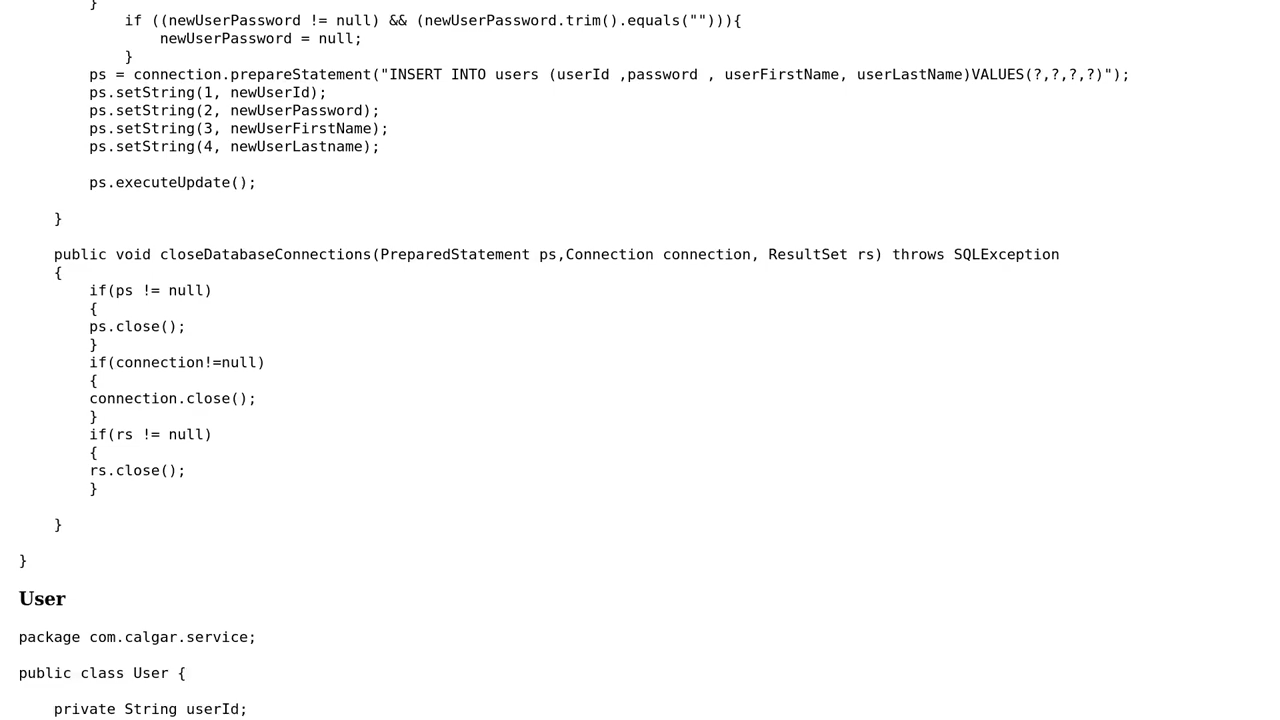 }
if ((newUserPassword != null) && (newUserPassword.trim().equals(""))){
newUserPassword = null;
}
ps = connection.prepareStatement("INSERT INTO users (userId ,password , userFirstName, userLastName)VALUES(?,?,?,?)");
ps.setString(1, newUserId);
ps.setString(2, newUserPassword);
ps.setString(3, newUserFirstName);
ps.setString(4, newUserLastname);
ps.executeUpdate();
}
public void closeDatabaseConnections(PreparedStatement ps,Connection connection, ResultSet rs) throws SQLException
{
if(ps != null)
{
ps.close();
}
if(connection!=null)
{
connection.close();
}
if(rs != null)
{
rs.close();
}
}
}
User
package com.calgar.service;
public class User {
private String userId;